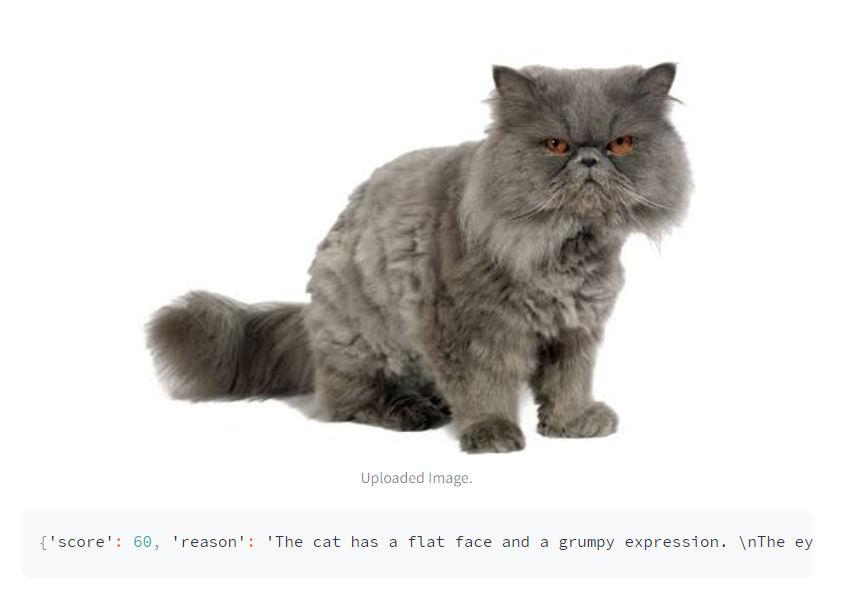 Uploaded Image.
{'score': 60, 'reason': 'The cat has a flat face and a grumpy expression. \nThe ey